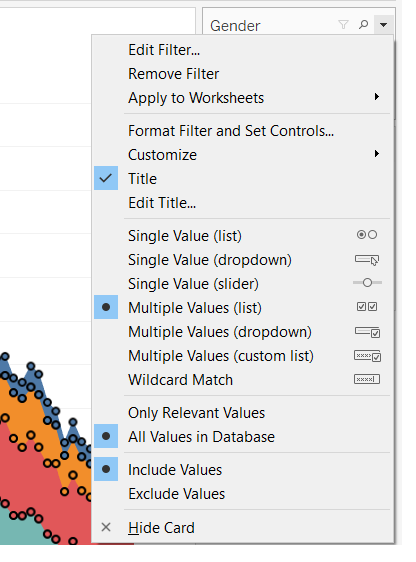 Gender
Edit Filter...
Remove Filter
Apply to Worksheets
Format Filter and Set Controls...
Customize
Title
Edit Title...
Single Value (list)
Single Value (dropdown)
Single Value (slider)
Multiple Values (list)
Multiple Values (dropdown)
Multiple Values (custom list)
Wildcard Match
Only Relevant Values
All Values in Database
Include Values
Exclude Values
Hide Card